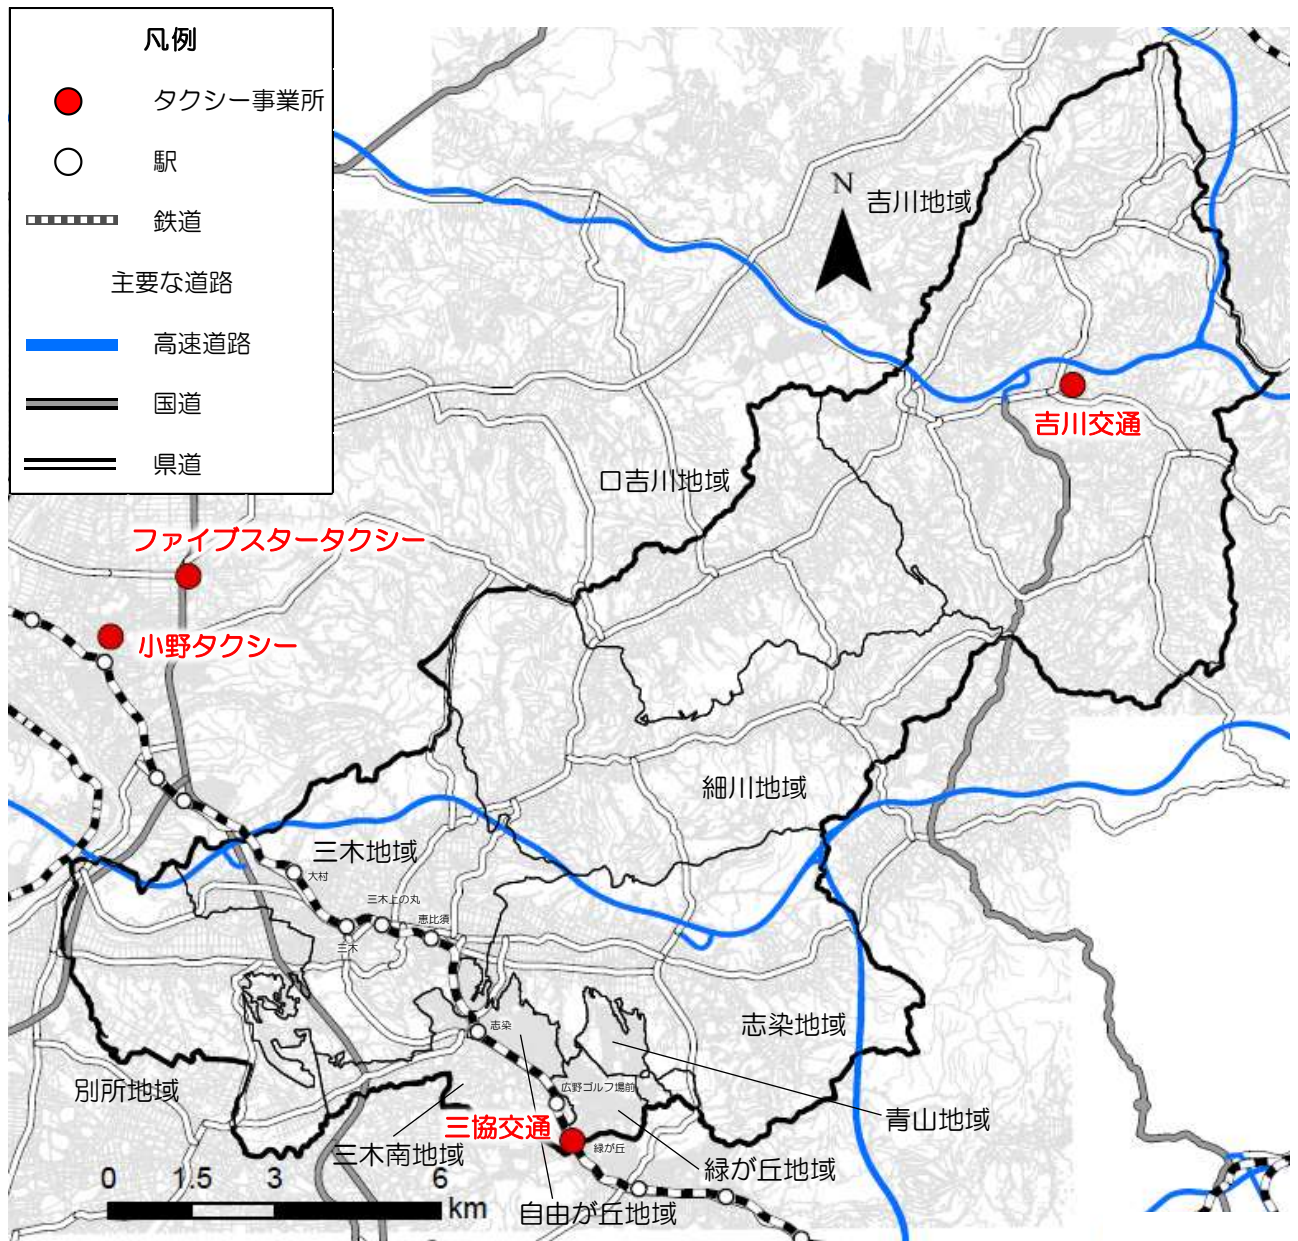 凡例
タクシー事業所
駅
鉄道
主要な道路
高速道路
国道
県道
N
吉川地域
吉川交通
口吉川地域
ファイブスタータクシー
小野タクシー
細川地域
三木地域
大村
三木上の丸
恵比須
三木
志染
志染地域
別所地域
広野ゴルフ場前
青山地域
三協交通
三木南地域
緑が丘
緑が丘地域
自由が丘地域
0 1.5 3 6
km